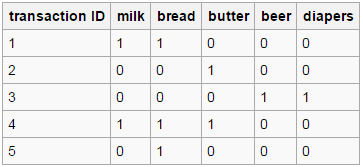 transaction ID milk bread butter beer diapers
1 1 1 0 0 0
2 0 0 1 0 0
3 0 0 0 1 1
4 1 1 1 0 0
5 0 1 0 0 0